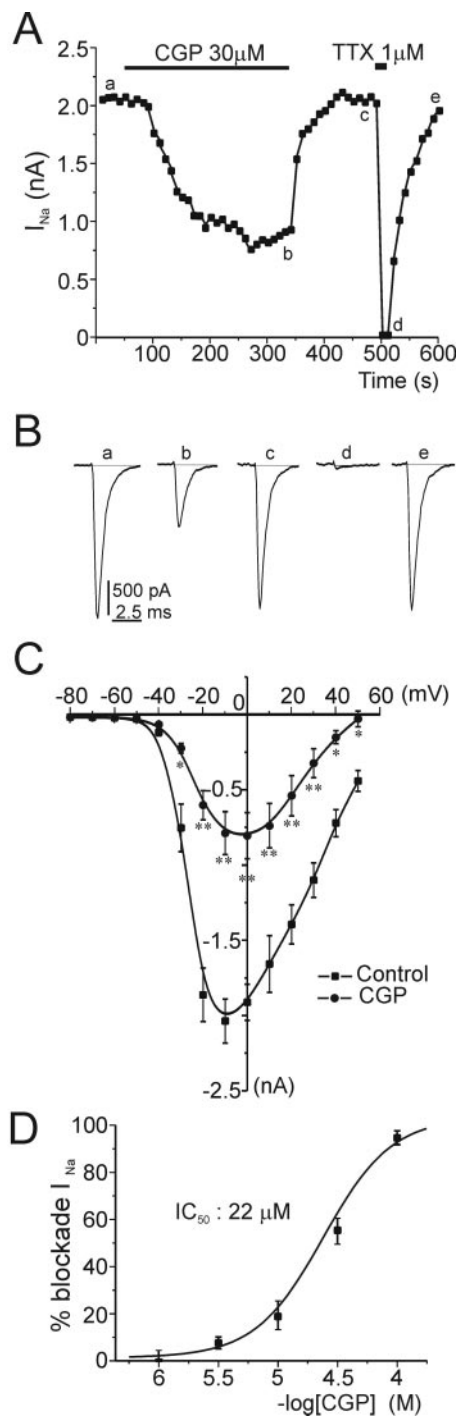 A
CGP 30μM
TTX 1μM
2.5
2.0
1.5
1.0
0.5
0
I_Na (nA)
a
b
c
d
e
100 200 300 400 500 600
Time (s)
B
a b c d e
500 pA
2.5 ms
C
-80 -60 -40 -20 0 20 40 60 (mV)
-0.5
-1.5
-2.5
(nA)
*
**
**
**
**
**
**
*
*
Control
CGP
D
100
80
60
40
20
0
% blockade I_Na
IC₅₀ : 22 μM
6 5.5 5 4.5 4
-log[CGP] (M)